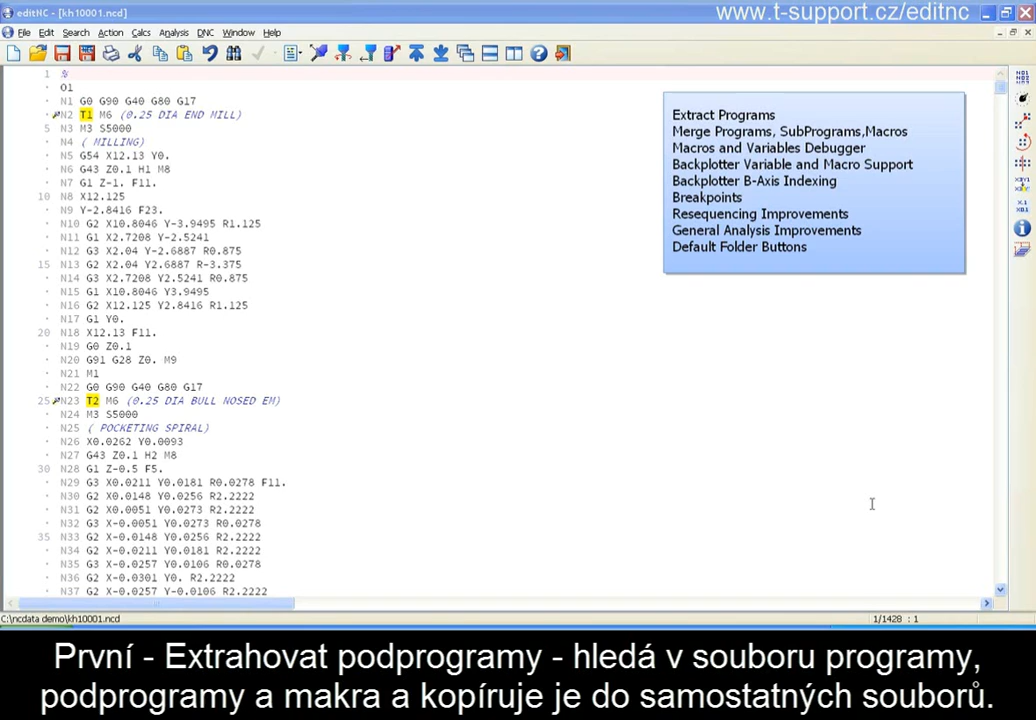 editNC - [kh10001.ncd]
www.t-support.cz/editnc
File Edit Search Action Calcs Analysis DNC Window Help
1 %
· O1
· N1 G0 G90 G40 G80 G17
· N2 T1 M6 (0.25 DIA END MILL)
5 N3 M3 S5000
· N4 ( MILLING)
· N5 G54 X12.13 Y0.
· N6 G43 Z0.1 H1 M8
· N7 G1 Z-1. F11.
10 N8 X12.125
· N9 Y-2.8416 F23.
· N10 G2 X10.8046 Y-3.9495 R1.125
· N11 G1 X2.7208 Y-2.5241
· N12 G3 X2.04 Y-2.6887 R0.875
15 N13 G2 X2.04 Y2.6887 R-3.375
· N14 G3 X2.7208 Y2.5241 R0.875
· N15 G1 X10.8046 Y3.9495
· N16 G2 X12.125 Y2.8416 R1.125
· N17 G1 Y0.
20 N18 X12.13 F11.
· N19 G0 Z0.1
· N20 G91 G28 Z0. M9
· N21 M1
· N22 G0 G90 G40 G80 G17
25 N23 T2 M6 (0.25 DIA BULL NOSED EM)
· N24 M3 S5000
· N25 ( POCKETING SPIRAL)
· N26 X0.0262 Y0.0093
· N27 G43 Z0.1 H2 M8
30 N28 G1 Z-0.5 F5.
· N29 G3 X0.0211 Y0.0181 R0.0278 F11.
· N30 G2 X0.0148 Y0.0256 R2.2222
· N31 G2 X0.0051 Y0.0273 R2.2222
· N32 G3 X-0.0051 Y0.0273 R0.0278
35 N33 G2 X-0.0148 Y0.0256 R2.2222
· N34 G2 X-0.0211 Y0.0181 R2.2222
· N35 G3 X-0.0257 Y0.0106 R0.0278
· N36 G2 X-0.0301 Y0. R2.2222
· N37 G2 X-0.0257 Y-0.0106 R2.2222
Extract Programs
Merge Programs, SubPrograms,Macros
Macros and Variables Debugger
Backplotter Variable and Macro Support
Backplotter B-Axis Indexing
Breakpoints
Resequencing Improvements
General Analysis Improvements
Default Folder Buttons
C:\ncdata demo\kh10001.ncd
1/1428 : 1
První - Extrahovat podprogramy - hledá v souboru programy,
podprogramy a makra a kopíruje je do samostatných souborů.